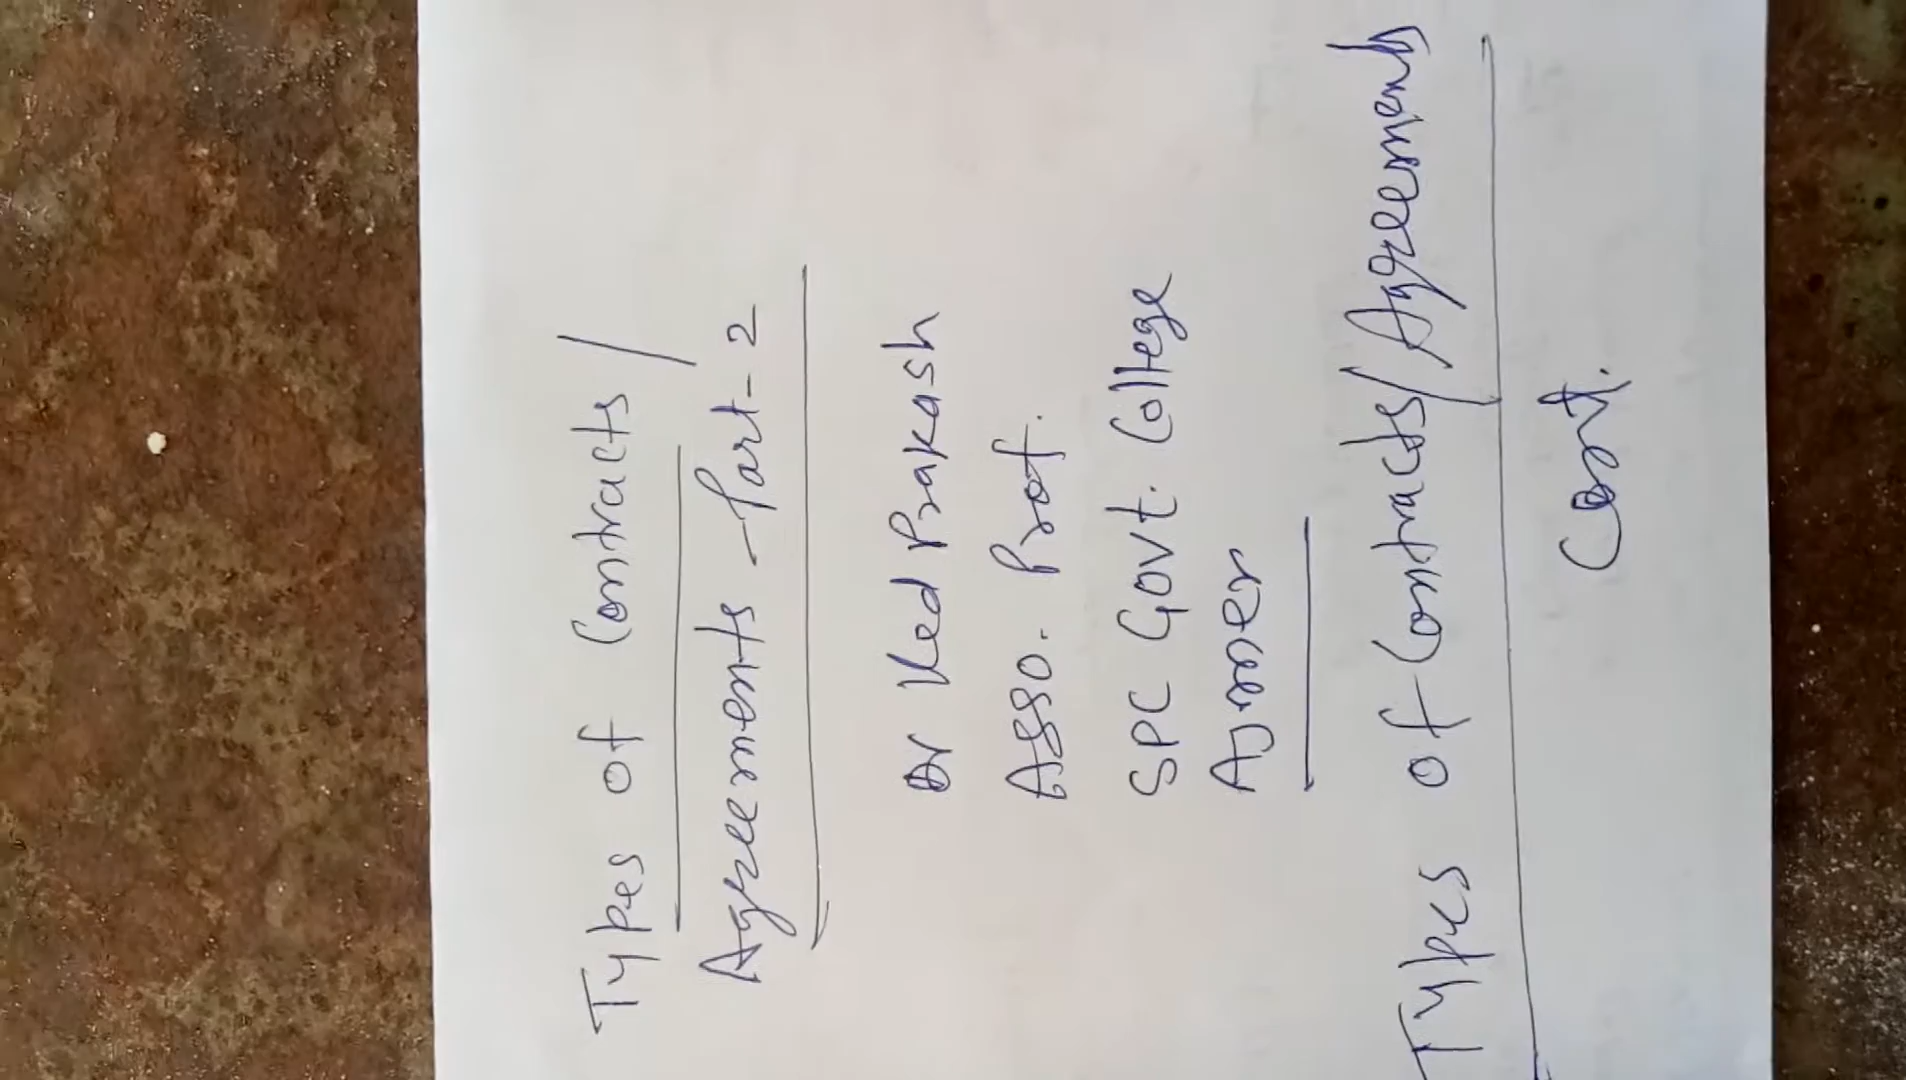 Types of Contracts /
Agreements - Part-2
Dr Ved Prakash
Asso. Prof.
SPC Govt. College
AJmer
Types of Contracts/Agreements
Cont.